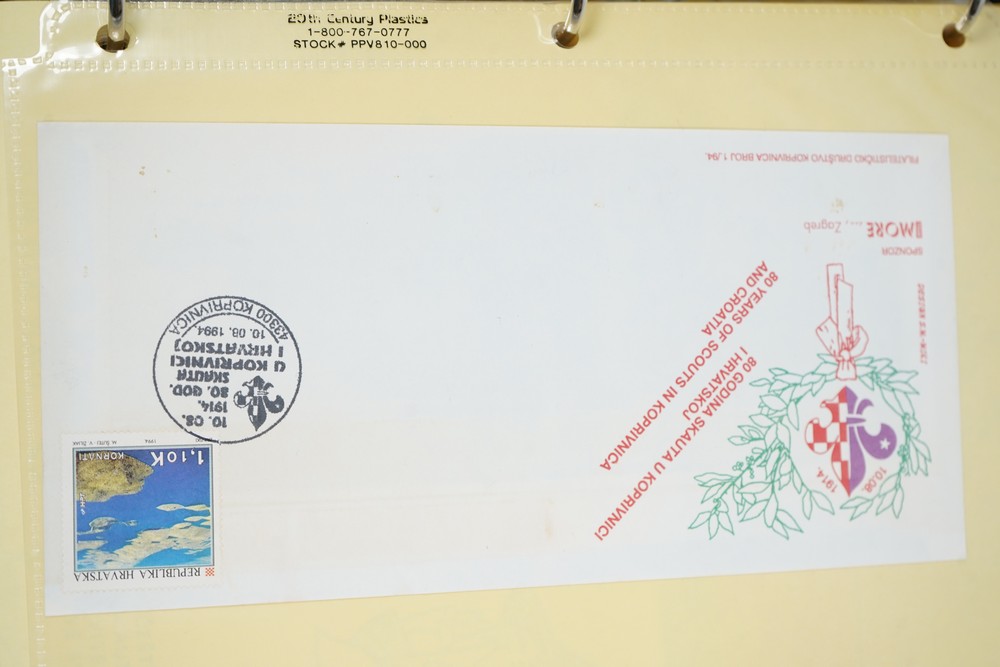 20th Century Plastics
1-800-767-0777
STOCK# PPV810-000
FILATELISTIČKO DRUŠTVO KOPRIVNICA BROJ 1./94.
SPONZOR
MORE Zagreb
80 GODINA SKAUTA U KOPRIVNICI
I HRVATSKOJ
80 YEARS OF SCOUTS IN KOPRIVNICA
AND CROATIA
1914.
10.08.
REPUBLIKA HRVATSKA
KORNATI
1,10K
M. ŠUTEJ - V. ŽILJAK
1994
10. 08.
1914.
80. GOD.
SKAUTA
U KOPRIVNICI
I HRVATSKOJ
10. 08. 1994.
43300 KOPRIVNICA